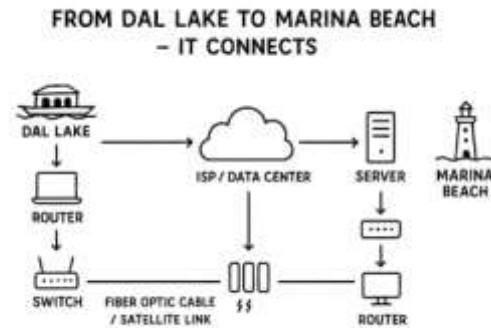 FROM DAL LAKE TO MARINA BEACH
– IT CONNECTS
DAL LAKE
ISP / DATA CENTER
SERVER
MARINA
BEACH
ROUTER
SWITCH
FIBER OPTIC CABLE
/ SATELLITE LINK
$$
ROUTER